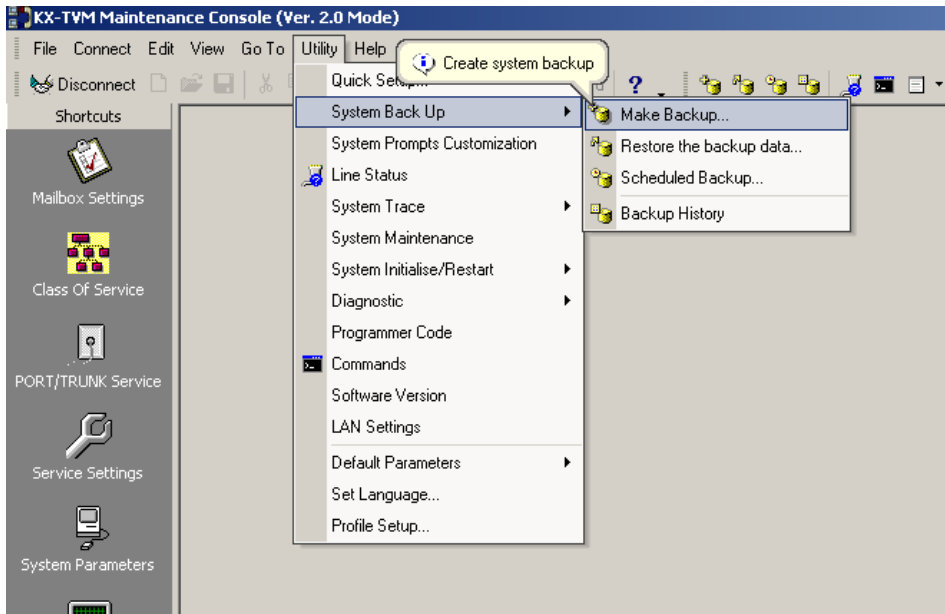 KX-TVM Maintenance Console (Ver. 2.0 Mode)
File Connect Edit View Go To Utility Help
Create system backup
Disconnect
Shortcuts
Mailbox Settings
Class Of Service
PORT/TRUNK Service
Service Settings
System Parameters
Quick
System Back Up
System Prompts Customization
Line Status
System Trace
System Maintenance
System Initialise/Restart
Diagnostic
Programmer Code
Commands
Software Version
LAN Settings
Default Parameters
Set Language...
Profile Setup...
Make Backup...
Restore the backup data...
Scheduled Backup...
Backup History